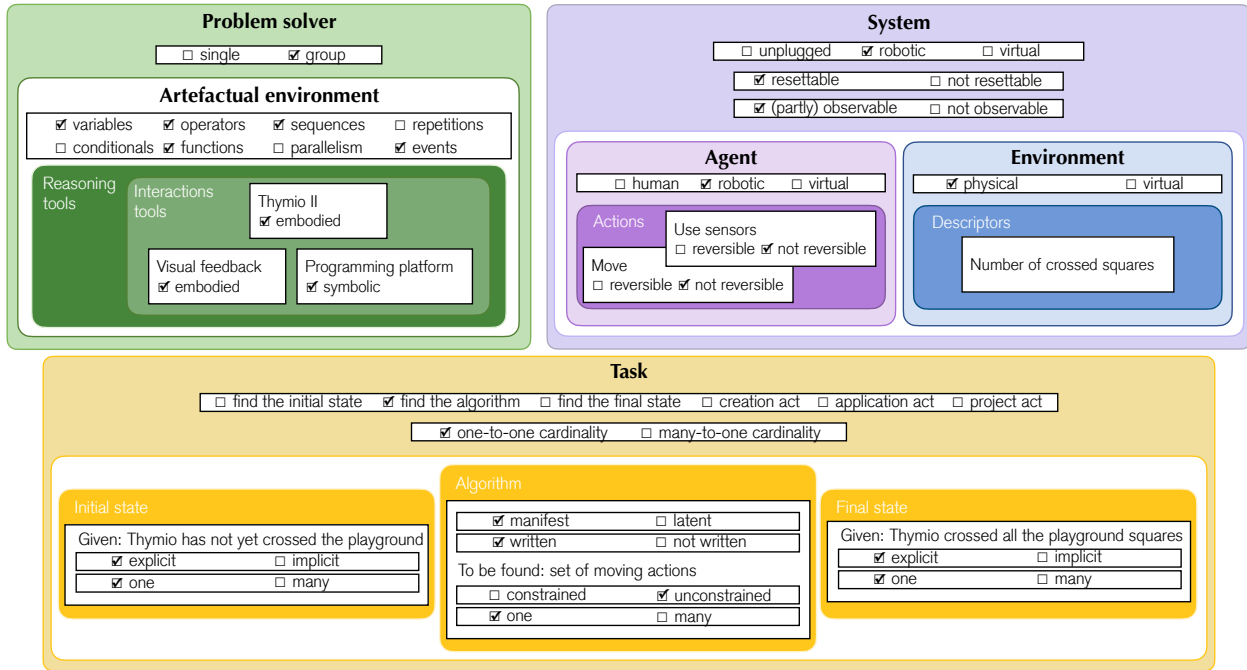 Problem solver
☐ single ☑ group
Artefactual environment
☑ variables ☑ operators ☑ sequences ☐ repetitions
☐ conditionals ☑ functions ☐ parallelism ☑ events
Reasoning
tools
Interactions
tools
Thymio II
☑ embodied
Visual feedback
☑ embodied
Programming platform
☑ symbolic
System
☐ unplugged ☑ robotic ☐ virtual
☑ resettable ☐ not resettable
☑ (partly) observable ☐ not observable
Agent
☐ human ☑ robotic ☐ virtual
Actions
Use sensors
☐ reversible ☑ not reversible
Move
☐ reversible ☑ not reversible
Environment
☑ physical ☐ virtual
Descriptors
Number of crossed squares
Task
☐ find the initial state ☑ find the algorithm ☐ find the final state ☐ creation act ☐ application act ☐ project act
☑ one-to-one cardinality ☐ many-to-one cardinality
Initial state
Given: Thymio has not yet crossed the playground
☑ explicit ☐ implicit
☑ one ☐ many
Algorithm
☑ manifest ☐ latent
☑ written ☐ not written
To be found: set of moving actions
☐ constrained ☑ unconstrained
☑ one ☐ many
Final state
Given: Thymio crossed all the playground squares
☑ explicit ☐ implicit
☑ one ☐ many